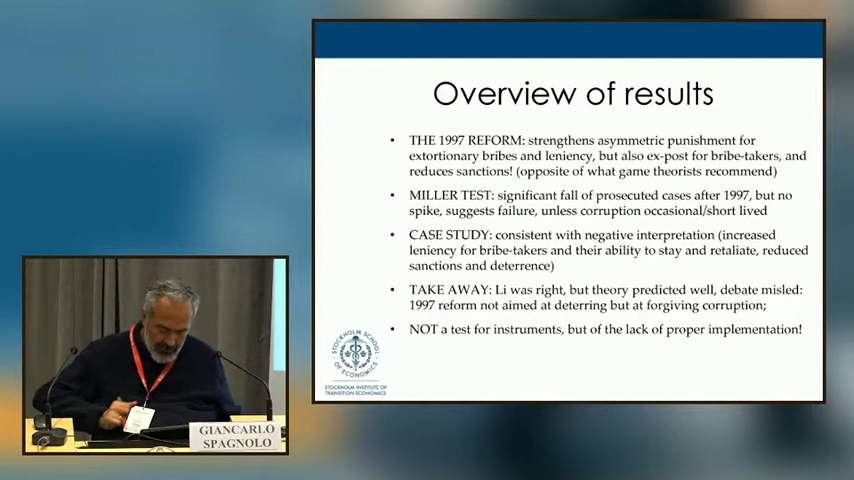 Overview of results
• THE 1997 REFORM: strengthens asymmetric punishment for
extortionary bribes and leniency, but also ex-post for bribe-takers, and
reduces sanctions! (opposite of what game theorists recommend)
• MILLER TEST: significant fall of prosecuted cases after 1997, but no
spike, suggests failure, unless corruption occasional/short lived
• CASE STUDY: consistent with negative interpretation (increased
leniency for bribe-takers and their ability to stay and retaliate, reduced
sanctions and deterrence)
• TAKE AWAY: Li was right, but theory predicted well, debate misled:
1997 reform not aimed at deterring but at forgiving corruption;
• NOT a test for instruments, but of the lack of proper implementation!
STOCKHOLM SCHOOL
OF ECONOMICS
STOCKHOLM INSTITUTE OF
TRANSITION ECONOMICS
GIANCARLO
SPAGNOLO